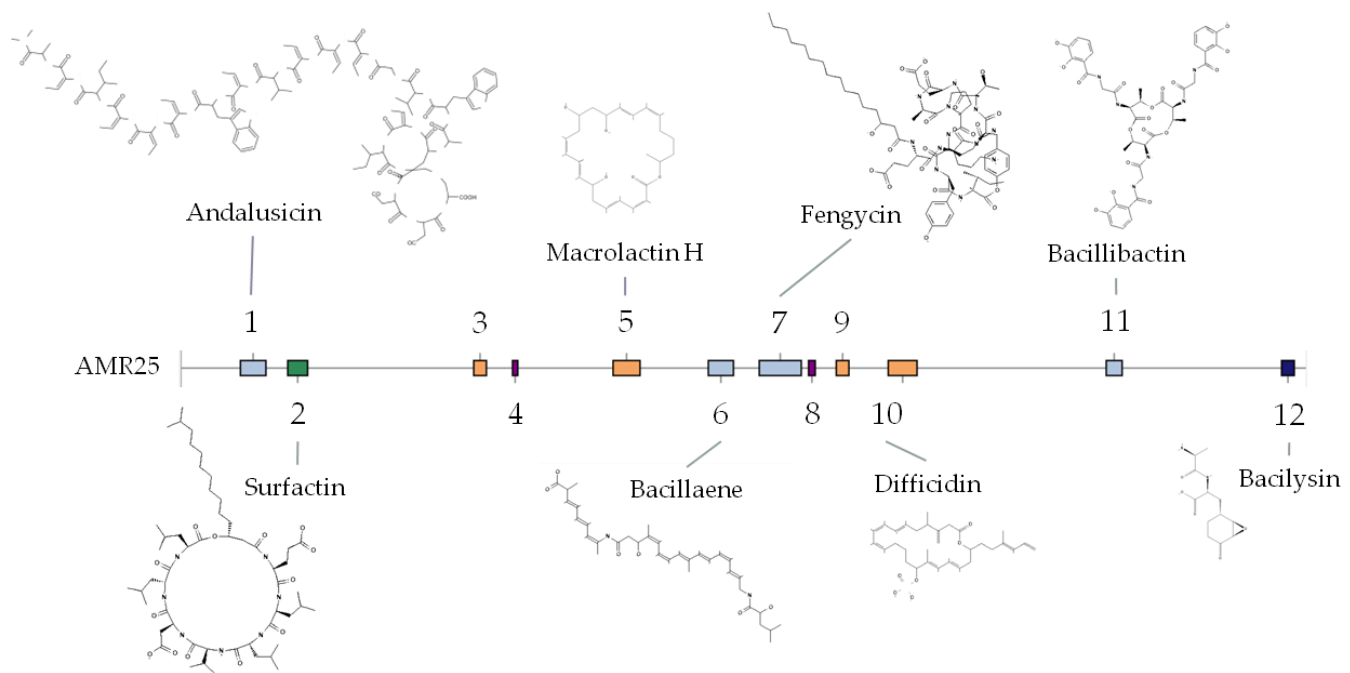 Andalusicin
Macrolactin H
Fengycin
Bacillibactin
1
3
5
7
9
11
AMR25
2
4
6
8
10
12
Surfactin
Bacillaene
Difficidin
Bacilysin
COOH